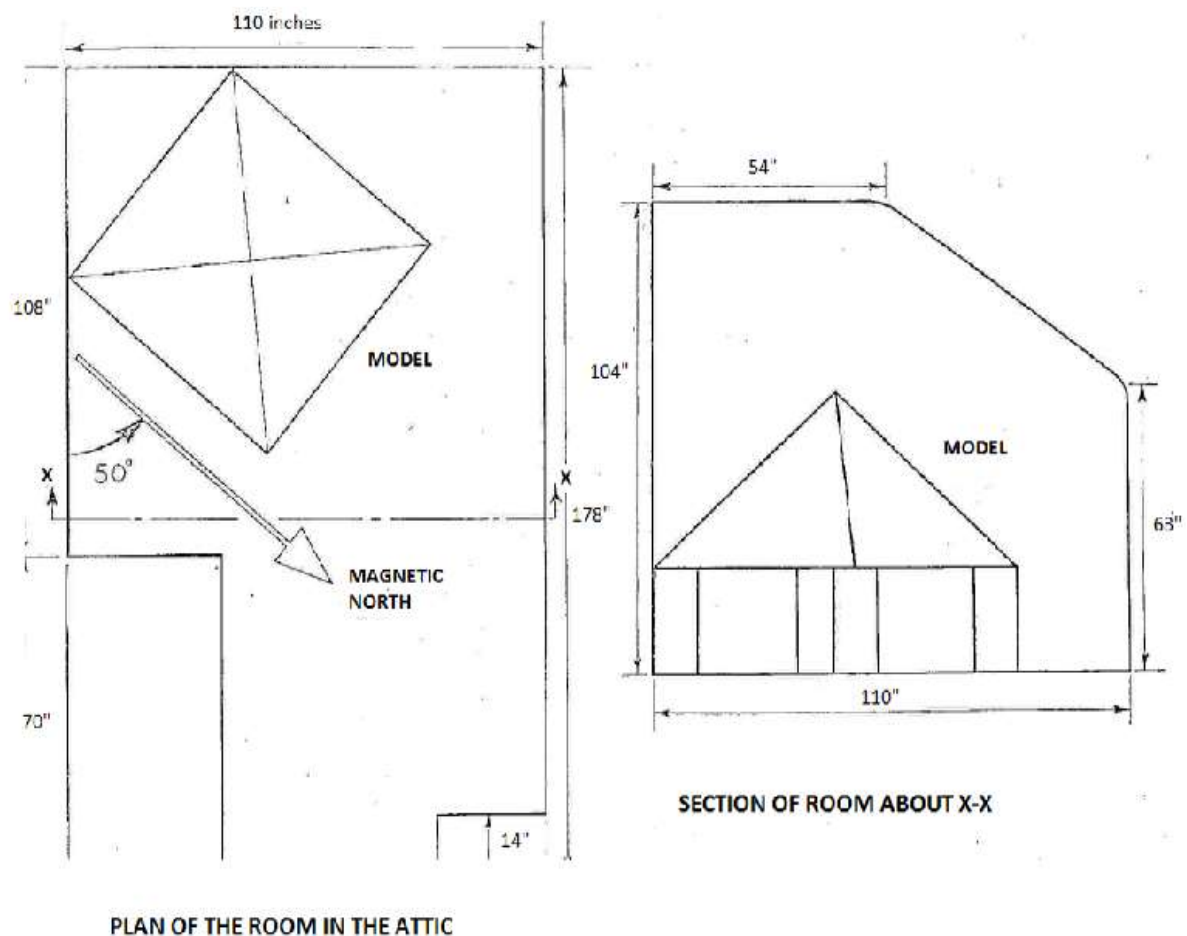 110 inches
54"
108"
MODEL
104"
MODEL
50°
X
X
178"
63"
MAGNETIC
NORTH
110"
70"
SECTION OF ROOM ABOUT X-X
14"
PLAN OF THE ROOM IN THE ATTIC